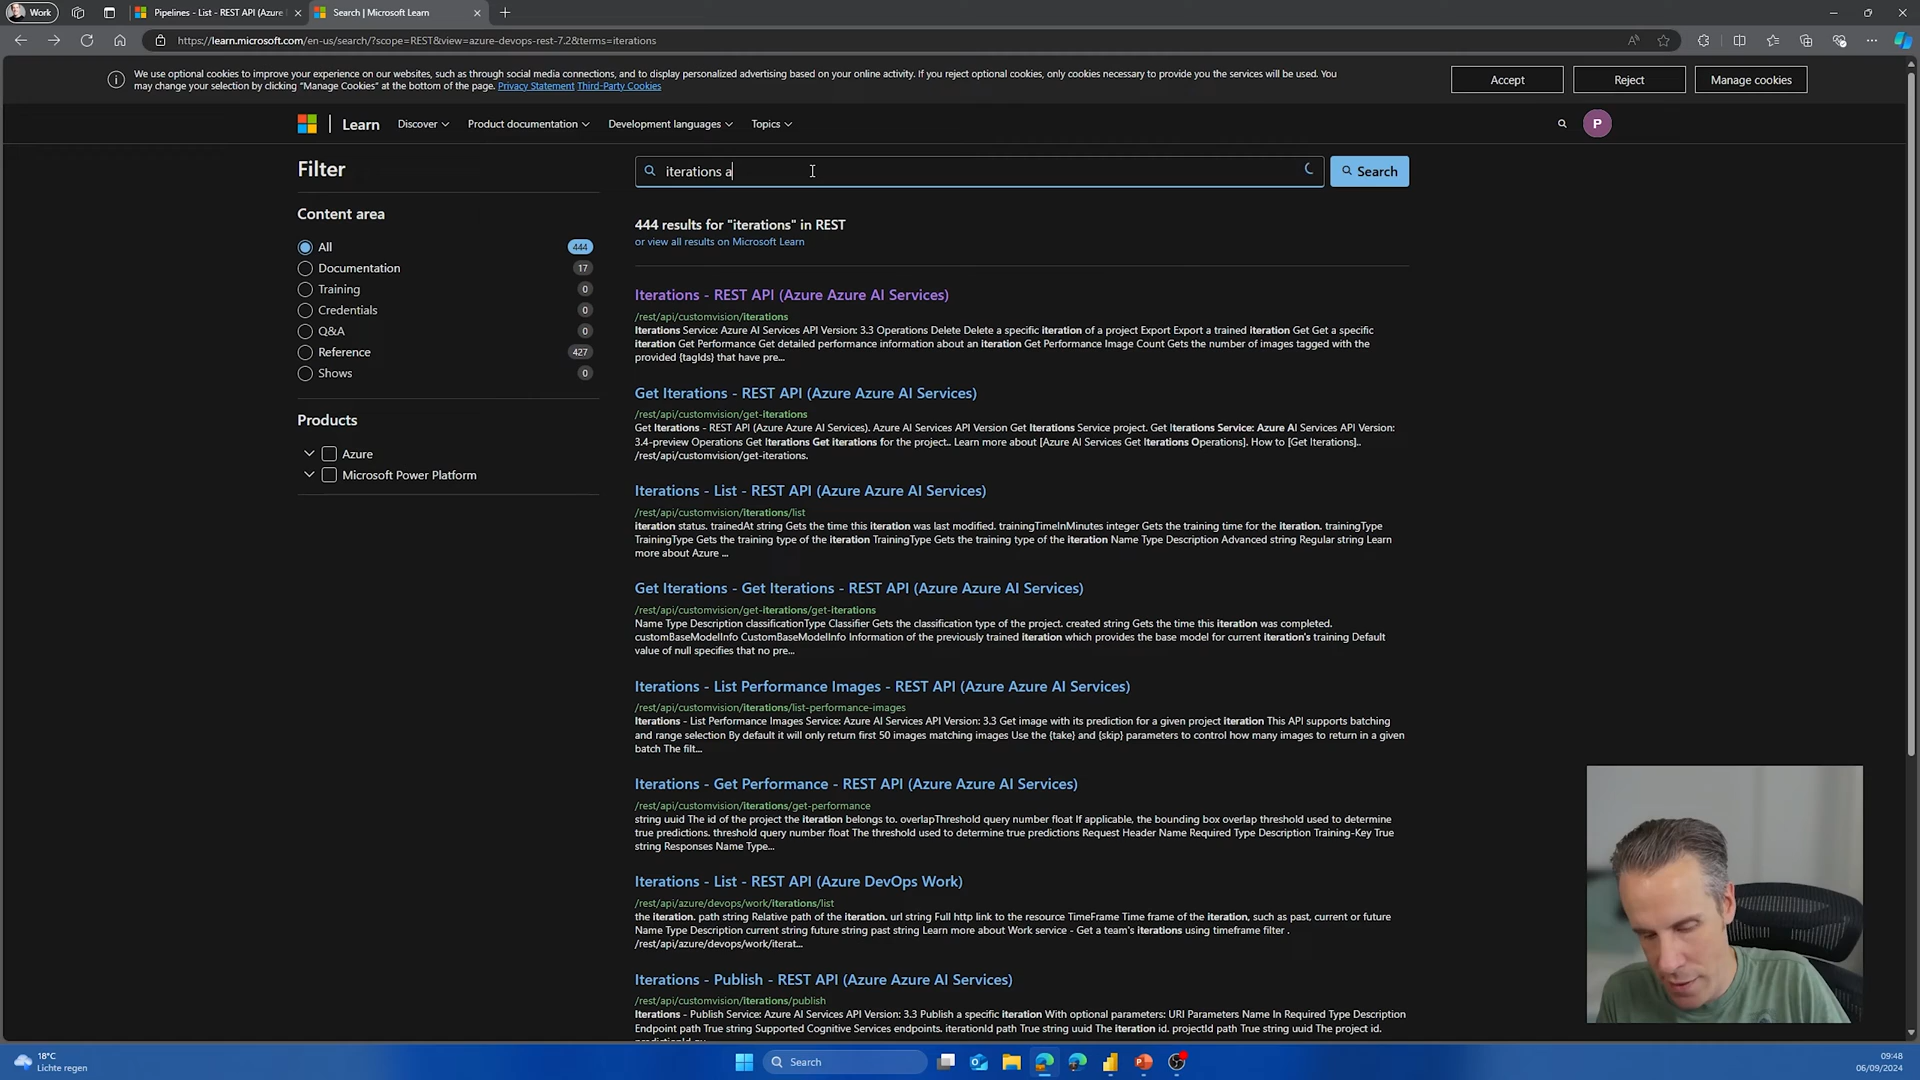 Work
Pipelines - List - REST API (Azure
Search | Microsoft Learn
https://learn.microsoft.com/en-us/search/?scope=REST&view=azure-devops-rest-7.2&terms=iterations
We use optional cookies to improve your experience on our websites, such as through social media connections, and to display personalized advertising based on your online activity. If you reject optional cookies, only cookies necessary to provide you the services will be used. You
may change your selection by clicking "Manage Cookies" at the bottom of the page. Privacy Statement Third-Party Cookies
Accept
Reject
Manage cookies
Learn
Discover
Product documentation
Development languages
Topics
P
Filter
Content area
All 444
Documentation 17
Training 0
Credentials 0
Q&A 0
Reference 427
Shows 0
Products
Azure
Microsoft Power Platform
iterations a
Search
444 results for "iterations" in REST
or view all results on Microsoft Learn
Iterations - REST API (Azure Azure AI Services)
/rest/api/customvision/iterations
Iterations Service: Azure AI Services API Version: 3.3 Operations Delete Delete a specific iteration of a project Export Export a trained iteration Get Get a specific
iteration Get Performance Get detailed performance information about an iteration Get Performance Image Count Gets the number of images tagged with the
provided {tagIds} that have pre...
Get Iterations - REST API (Azure Azure AI Services)
/rest/api/customvision/get-iterations
Get Iterations - REST API (Azure Azure AI Services). Azure AI Services API Version Get Iterations Service project. Get Iterations Service: Azure AI Services API Version:
3.4-preview Operations Get Iterations Get iterations for the project.. Learn more about [Azure AI Services Get Iterations Operations]. How to [Get Iterations]..
/rest/api/customvision/get-iterations.
Iterations - List - REST API (Azure Azure AI Services)
/rest/api/customvision/iterations/list
iteration status. trainedAt string Gets the time this iteration was last modified. trainingTimeInMinutes integer Gets the training time for the iteration. trainingType
TrainingType Gets the training type of the iteration TrainingType Gets the training type of the iteration Name Type Description Advanced string Regular string Learn
more about Azure ...
Get Iterations - Get Iterations - REST API (Azure Azure AI Services)
/rest/api/customvision/get-iterations/get-iterations
Name Type Description classificationType Classifier Gets the classification type of the project. created string Gets the time this iteration was completed.
customBaseModelInfo CustomBaseModelInfo Information of the previously trained iteration which provides the base model for current iteration's training Default
value of null specifies that no pre...
Iterations - List Performance Images - REST API (Azure Azure AI Services)
/rest/api/customvision/iterations/list-performance-images
Iterations - List Performance Images Service: Azure AI Services API Version: 3.3 Get image with its prediction for a given project iteration This API supports batching
and range selection By default it will only return first 50 images matching images Use the {take} and {skip} parameters to control how many images to return in a given
batch The filt...
Iterations - Get Performance - REST API (Azure Azure AI Services)
/rest/api/customvision/iterations/get-performance
string uuid The id of the project the iteration belongs to. overlapThreshold query number float If applicable, the bounding box overlap threshold used to determine
true predictions. threshold query number float The threshold used to determine true predictions Request Header Name Required Type Description Training-Key True
string Responses Name Type...
Iterations - List - REST API (Azure DevOps Work)
/rest/api/azure/devops/work/iterations/list
the iteration. path string Relative path of the iteration. url string Full http link to the resource TimeFrame Time frame of the iteration, such as past, current or future
Name Type Description current string future string past string Learn more about Work service - Get a team's iterations using timeframe filter .
/rest/api/azure/devops/work/iterat...
Iterations - Publish - REST API (Azure Azure AI Services)
/rest/api/customvision/iterations/publish
Iterations - Publish Service: Azure AI Services API Version: 3.3 Publish a specific iteration With optional parameters: URI Parameters Name In Required Type Description
Endpoint path True string Supported Cognitive Services endpoints. iterationId path True string uuid The iteration id. projectId path True string uuid The project id.
18°C
Lichte regen
Search
09:48
06/09/2024